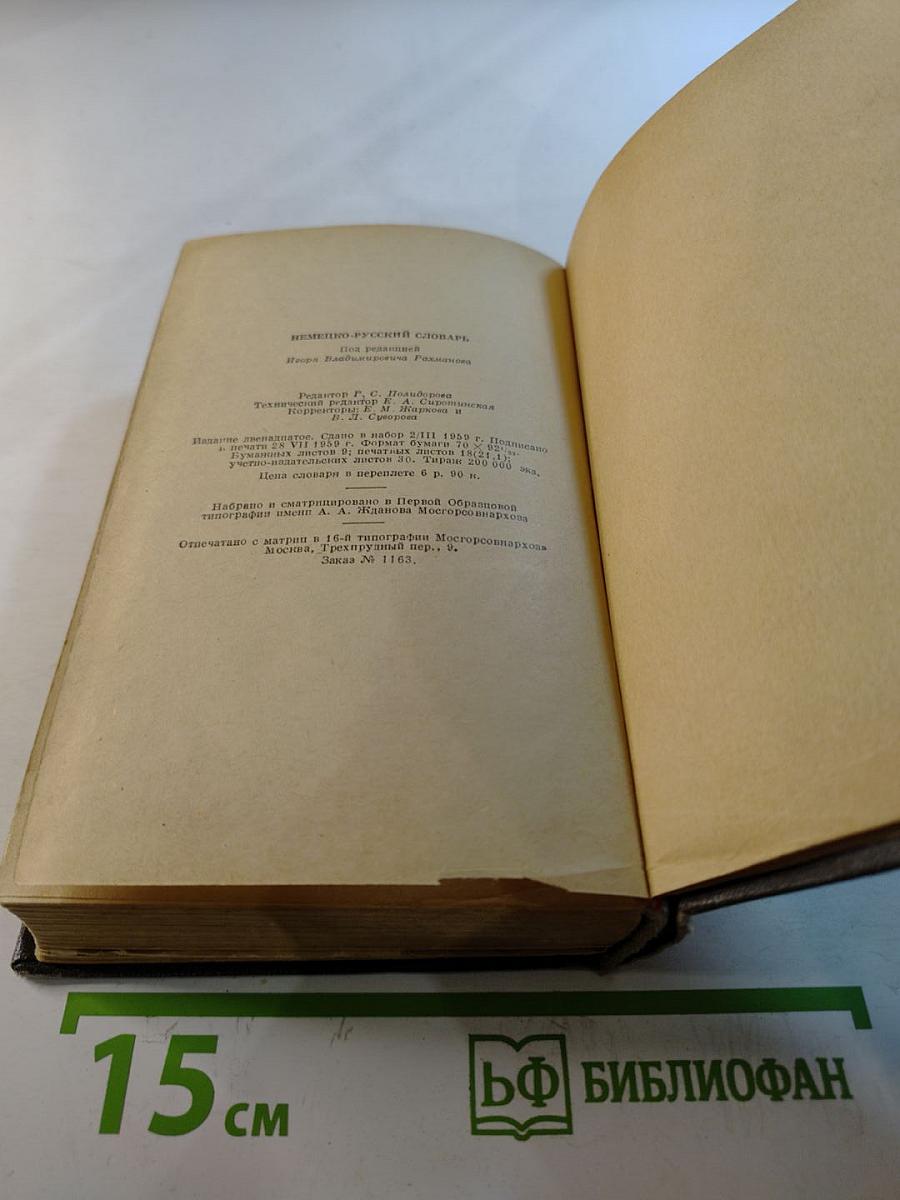 НЕМЕЦКО-РУССКИЙ СЛОВАРЬ
Под редакцией
Игоря Владимировича Рахманова
Редактор Г. С. Полидорова
Технический редактор Е. А. Сиротинская
Корректоры: Е. М. Жаркова и
В. Л. Суворова
Издание двенадцатое. Сдано в набор 2/III 1959 г. Подписано
к печати 28 VII 1959 г. Формат бумаги 70 × 92¹/₃₂.
Бумажных листов 9; печатных листов 18(21,1);
учетно-издательских листов 30. Тираж 200 000 экз.
Цена словаря в переплете 6 р. 90 к.
Набрано и сматрицировано в Первой Образцовой
типографии имени А. А. Жданова Мосгорсовнархоза
Отпечатано с матриц в 16-й типографии Мосгорсовнархоза
Москва, Трехпрудный пер., 9.
Заказ № 1163.
15 см
БФ БИБЛИОФАН